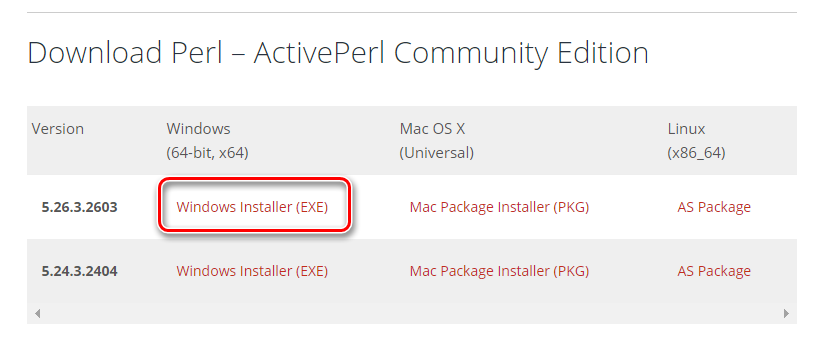 Download Perl – ActivePerl Community Edition
Version Windows Mac OS X Linux
(64-bit, x64) (Universal) (x86_64)
5.26.3.2603 Windows Installer (EXE) Mac Package Installer (PKG) AS Package
5.24.3.2404 Windows Installer (EXE) Mac Package Installer (PKG) AS Package